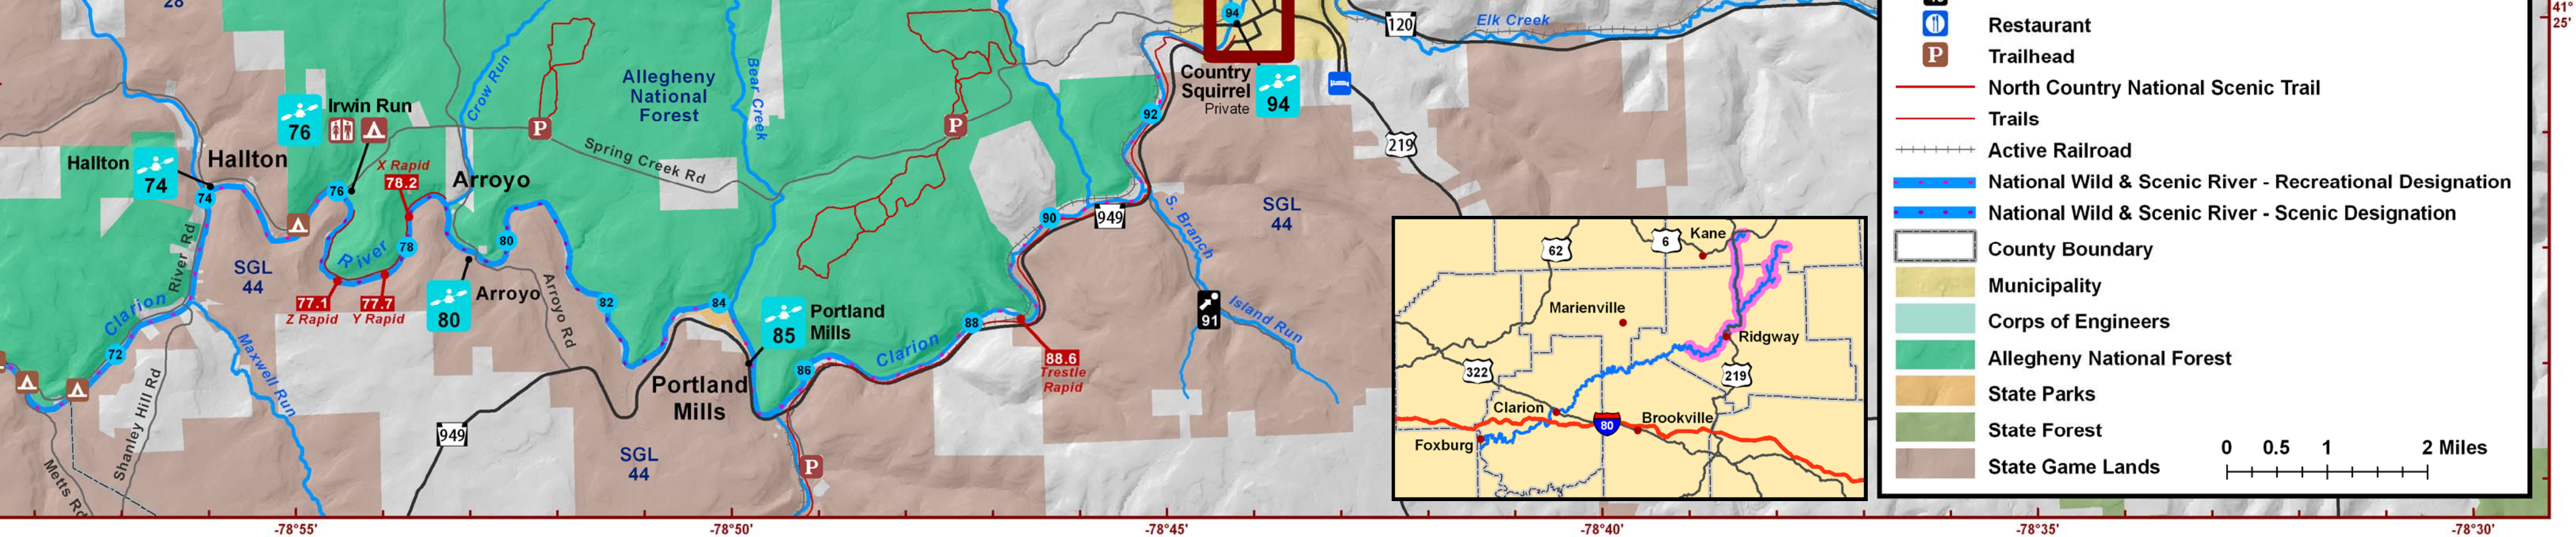 28
Crow Run
Allegheny
National
Forest
Bear Creek
94
Country
Squirrel
Private
94
120
Elk Creek
219
92
76
Irwin Run
P
P
Spring Creek Rd
Hallton
74
Hallton
74
76
X Rapid
78.2
Arroyo
River
78
80
77.1
Z Rapid
77.7
Y Rapid
SGL
44
River Rd
Clarion
72
Maxwell Run
Shanley Hill Rd
Metts Rd
80
Arroyo
Arroyo Rd
82
84
85
Portland
Mills
86
Clarion
88
90
949
88.6
Trestle
Rapid
S. Branch
SGL
44
91
Island Run
Portland
Mills
949
SGL
44
P
62
6
Kane
Marienville
Ridgway
322
219
Clarion
80
Brookville
Foxburg
Restaurant
P
Trailhead
North Country National Scenic Trail
Trails
Active Railroad
National Wild & Scenic River - Recreational Designation
National Wild & Scenic River - Scenic Designation
County Boundary
Municipality
Corps of Engineers
Allegheny National Forest
State Parks
State Forest
State Game Lands
0 0.5 1 2 Miles
41°
25'
-78°55'
-78°50'
-78°45'
-78°40'
-78°35'
-78°30'